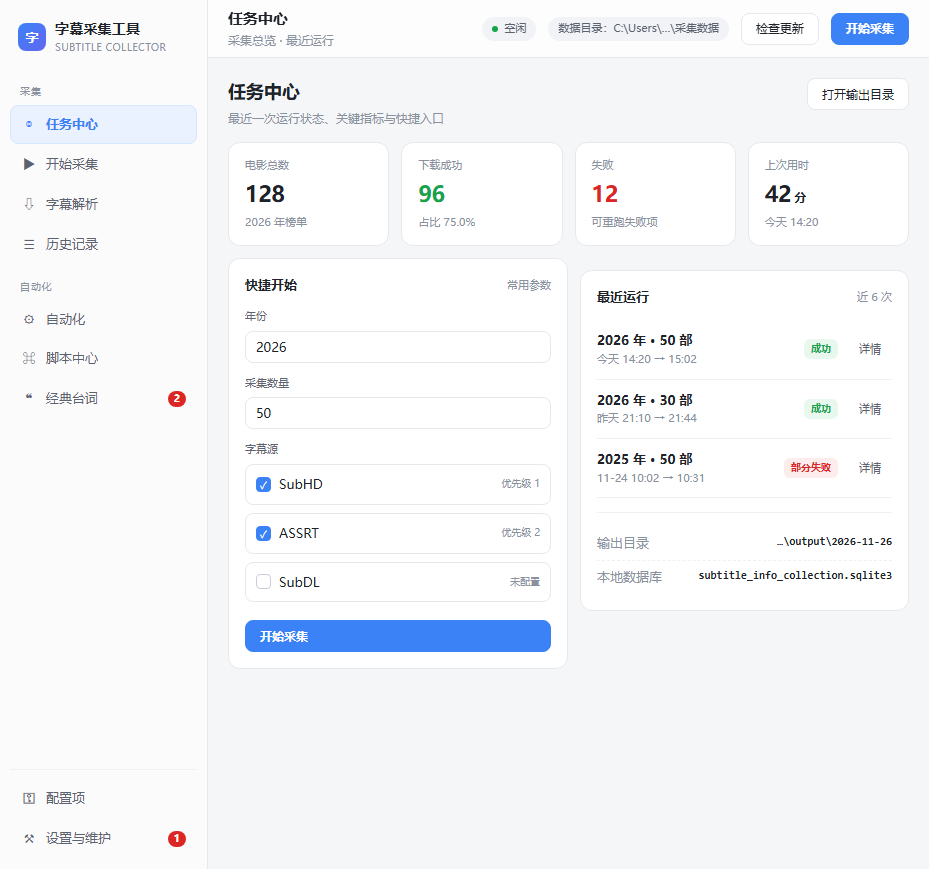 字
字幕采集工具
SUBTITLE COLLECTOR
采集
任务中心
开始采集
字幕解析
历史记录
自动化
自动化
脚本中心
经典台词
2
配置项
设置与维护
1
任务中心
采集总览 · 最近运行
空闲
数据目录：C:\Users\...\采集数据
检查更新
开始采集
任务中心
最近一次运行状态、关键指标与快捷入口
打开输出目录
电影总数
128
2026 年榜单
下载成功
96
占比 75.0%
失败
12
可重跑失败项
上次用时
42 分
今天 14:20
快捷开始
常用参数
年份
2026
采集数量
50
字幕源
SubHD
优先级 1
ASSRT
优先级 2
SubDL
未配置
开始采集
最近运行
近 6 次
2026 年 • 50 部
今天 14:20 → 15:02
成功
详情
2026 年 • 30 部
昨天 21:10 → 21:44
成功
详情
2025 年 • 50 部
11-24 10:02 → 10:31
部分失败
详情
输出目录
…\output\2026-11-26
本地数据库
subtitle_info_collection.sqlite3